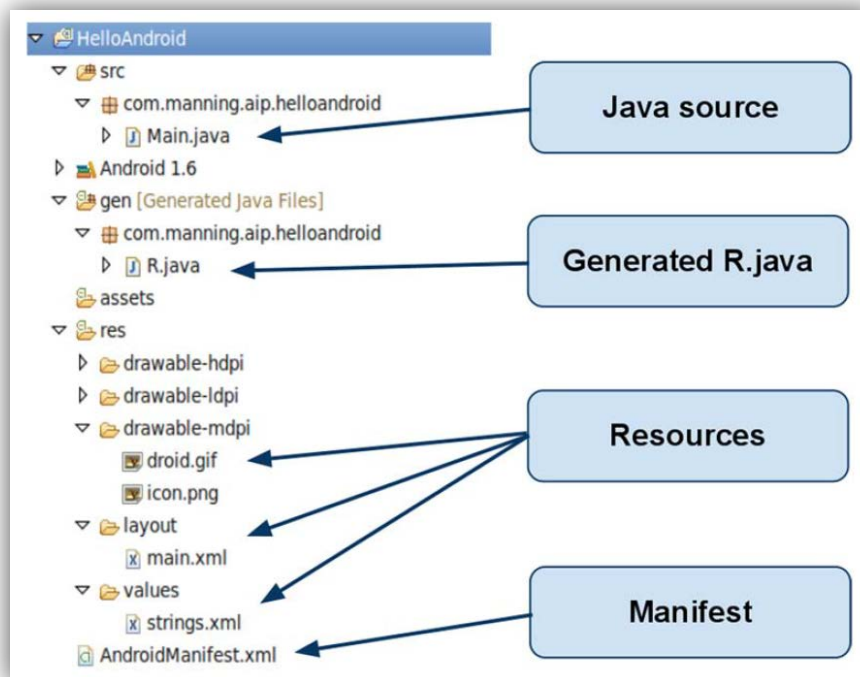 HelloAndroid
src
com.manning.aip.helloandroid
Main.java
Android 1.6
gen [Generated Java Files]
com.manning.aip.helloandroid
R.java
assets
res
drawable-hdpi
drawable-ldpi
drawable-mdpi
droid.gif
icon.png
layout
main.xml
values
strings.xml
AndroidManifest.xml
Java source
Generated R.java
Resources
Manifest